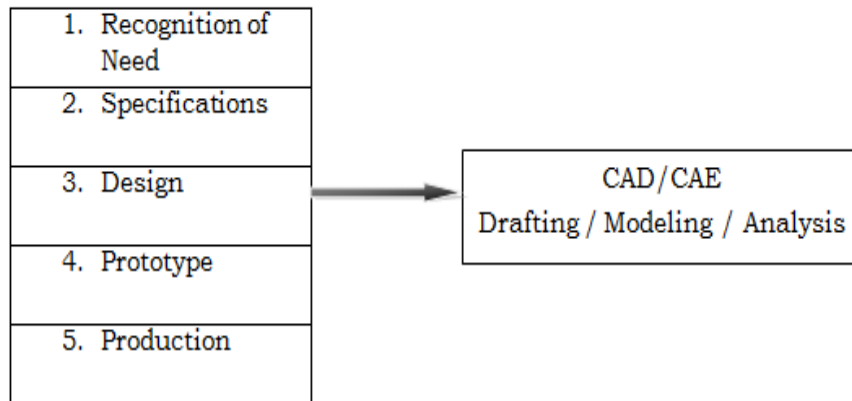 1. Recognition of
Need
2. Specifications
3. Design
4. Prototype
5. Production
CAD/CAE
Drafting / Modeling / Analysis